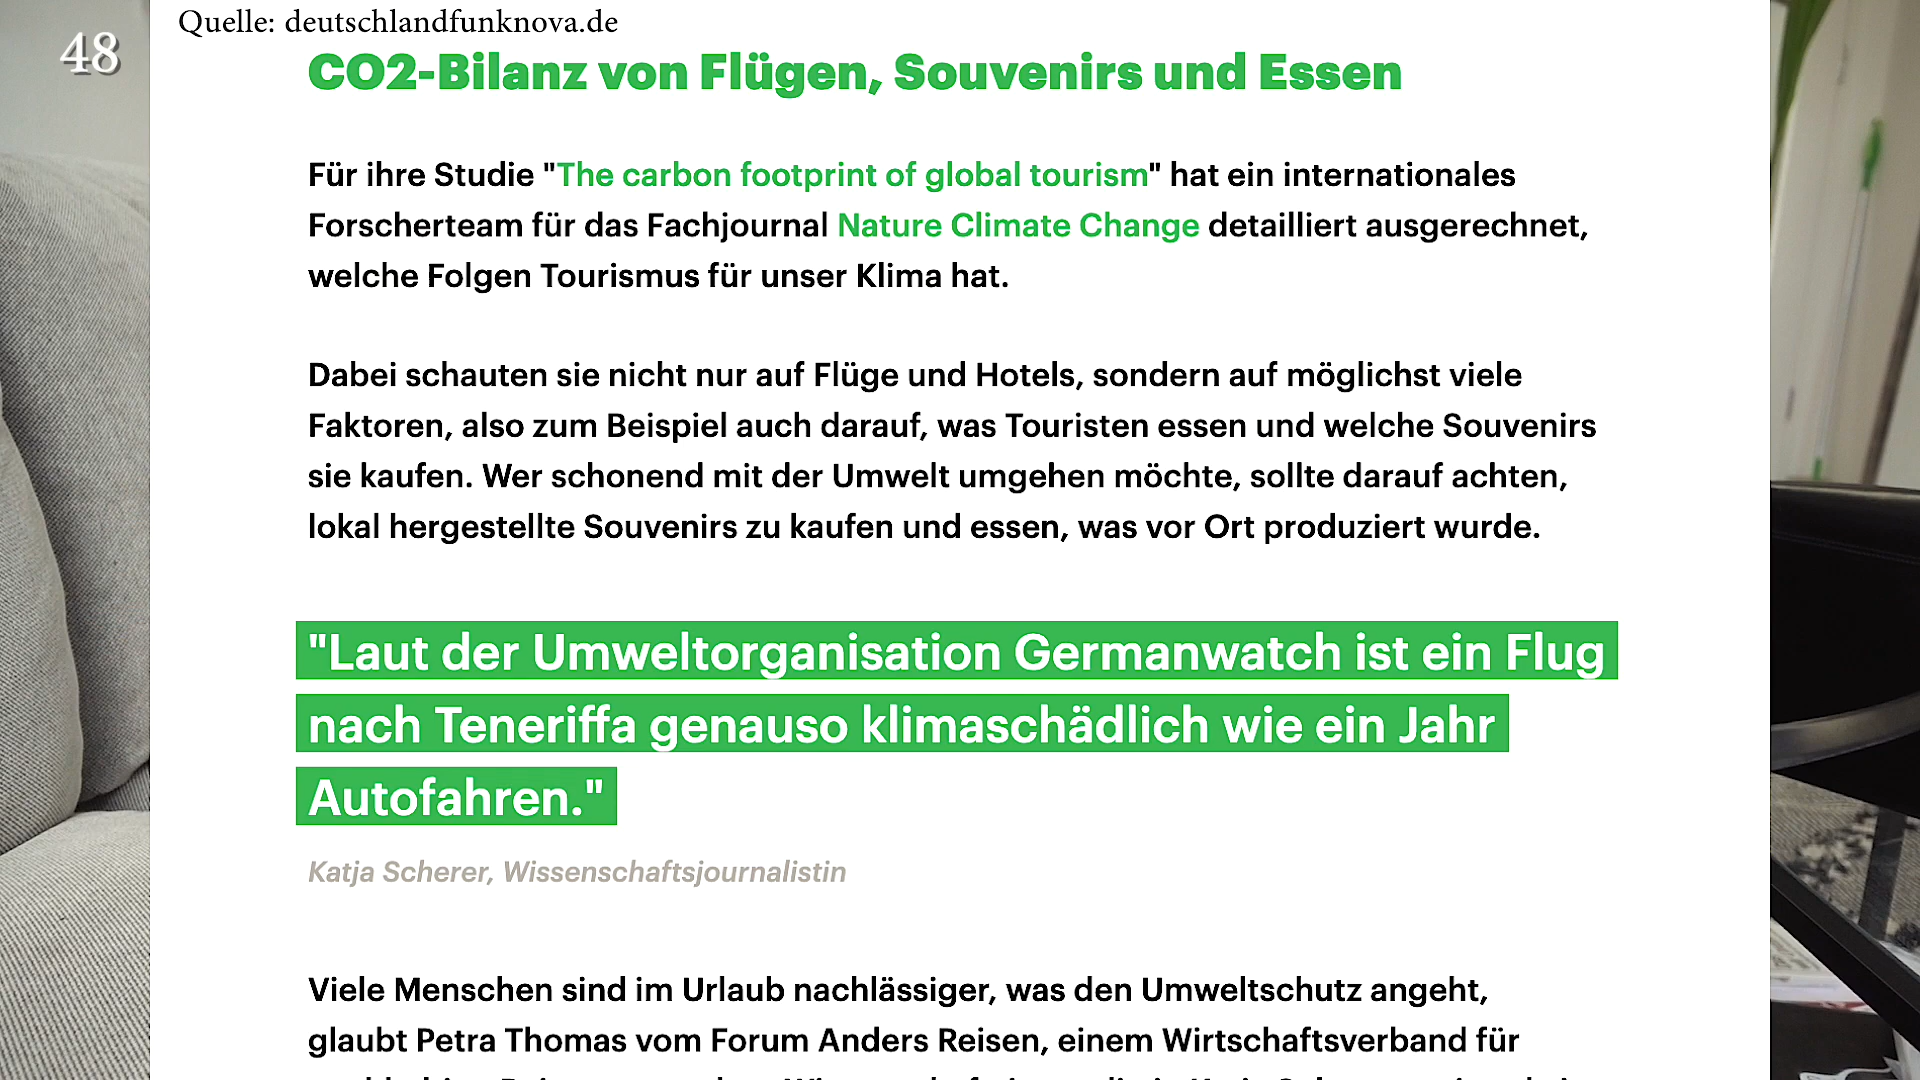 Quelle: deutschlandfunknova.de
48
CO2-Bilanz von Flügen, Souvenirs und Essen
Für ihre Studie "The carbon footprint of global tourism" hat ein internationales
Forscherteam für das Fachjournal Nature Climate Change detailliert ausgerechnet,
welche Folgen Tourismus für unser Klima hat.
Dabei schauten sie nicht nur auf Flüge und Hotels, sondern auf möglichst viele
Faktoren, also zum Beispiel auch darauf, was Touristen essen und welche Souvenirs
sie kaufen. Wer schonend mit der Umwelt umgehen möchte, sollte darauf achten,
lokal hergestellte Souvenirs zu kaufen und essen, was vor Ort produziert wurde.
"Laut der Umweltorganisation Germanwatch ist ein Flug
nach Teneriffa genauso klimaschädlich wie ein Jahr
Autofahren."
Katja Scherer, Wissenschaftsjournalistin
Viele Menschen sind im Urlaub nachlässiger, was den Umweltschutz angeht,
glaubt Petra Thomas vom Forum Anders Reisen, einem Wirtschaftsverband für